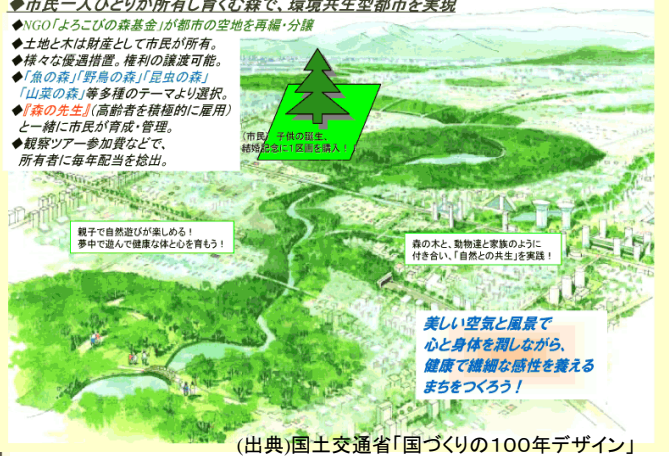 ◆市民一人ひとりが所有し育くむ森で、環境共生型都市を実現
◆NGO「よろこびの森基金」が都市の空地を再編・分譲
◆土地と木は財産として市民が所有。
◆様々な優遇措置。権利の譲渡可能。
◆「魚の森」「野鳥の森」「昆虫の森」
「山菜の森」等多種のテーマより選択。
◆『森の先生』(高齢者を積極的に雇用)
と一緒に市民が育成・管理。
◆観察ツアー参加費などで、
所有者に毎年配当を捻出。
(市民) 子供の誕生、
結婚記念に1区画を購入！
親子で自然遊びが楽しめる！
夢中で遊んで健康な体と心を育もう！
森の木と、動物達と家族のように
付き合い、「自然との共生」を実践！
美しい空気と風景で
心と身体を潤しながら、
健康で繊細な感性を養える
まちをつくろう！
(出典)国土交通省「国づくりの100年デザイン」